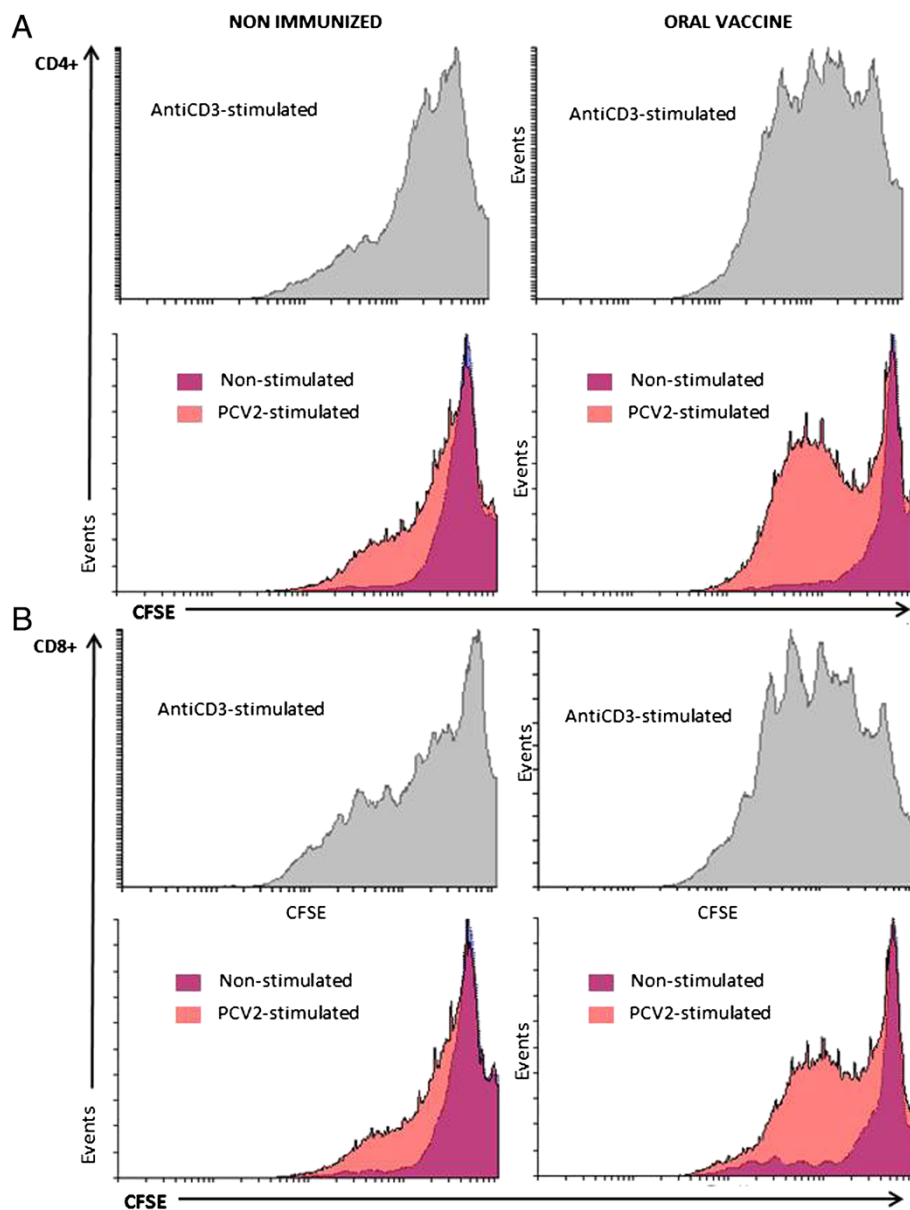 A
NON IMMUNIZED
ORAL VACCINE
CD4+
AntiCD3-stimulated
AntiCD3-stimulated
Events
Non-stimulated
PCV2-stimulated
Non-stimulated
PCV2-stimulated
Events
Events
CFSE
B
CD8+
AntiCD3-stimulated
AntiCD3-stimulated
Events
CFSE
CFSE
Non-stimulated
PCV2-stimulated
Non-stimulated
PCV2-stimulated
Events
Events
CFSE